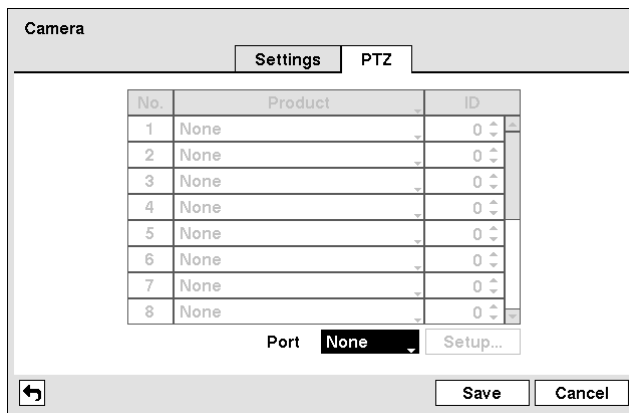 Camera
Settings PTZ
No. Product ID
1 None 0
2 None 0
3 None 0
4 None 0
5 None 0
6 None 0
7 None 0
8 None 0
Port None Setup...
Save Cancel